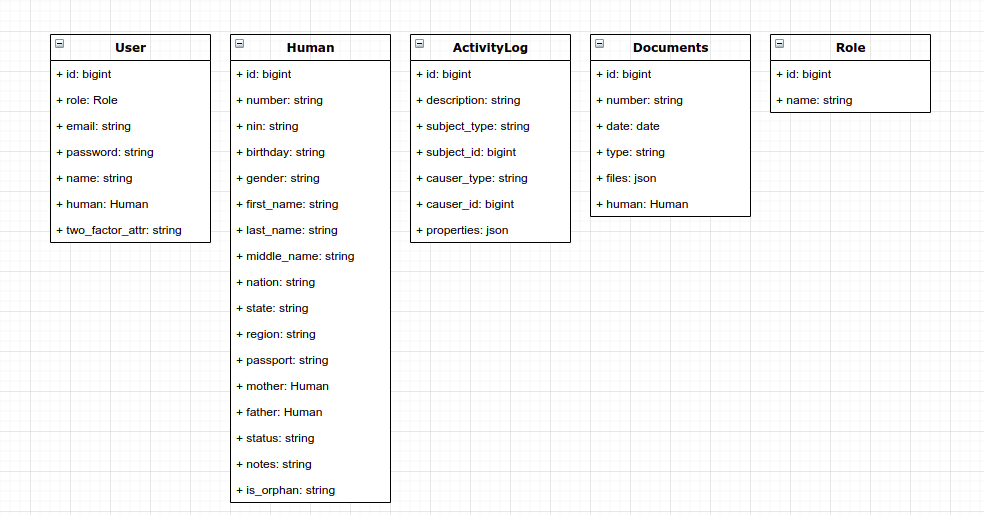 User
+ id: bigint
+ role: Role
+ email: string
+ password: string
+ name: string
+ human: Human
+ two_factor_attr: string
Human
+ id: bigint
+ number: string
+ nin: string
+ birthday: string
+ gender: string
+ first_name: string
+ last_name: string
+ middle_name: string
+ nation: string
+ state: string
+ region: string
+ passport: string
+ mother: Human
+ father: Human
+ status: string
+ notes: string
+ is_orphan: string
ActivityLog
+ id: bigint
+ description: string
+ subject_type: string
+ subject_id: bigint
+ causer_type: string
+ causer_id: bigint
+ properties: json
Documents
+ id: bigint
+ number: string
+ date: date
+ type: string
+ files: json
+ human: Human
Role
+ id: bigint
+ name: string